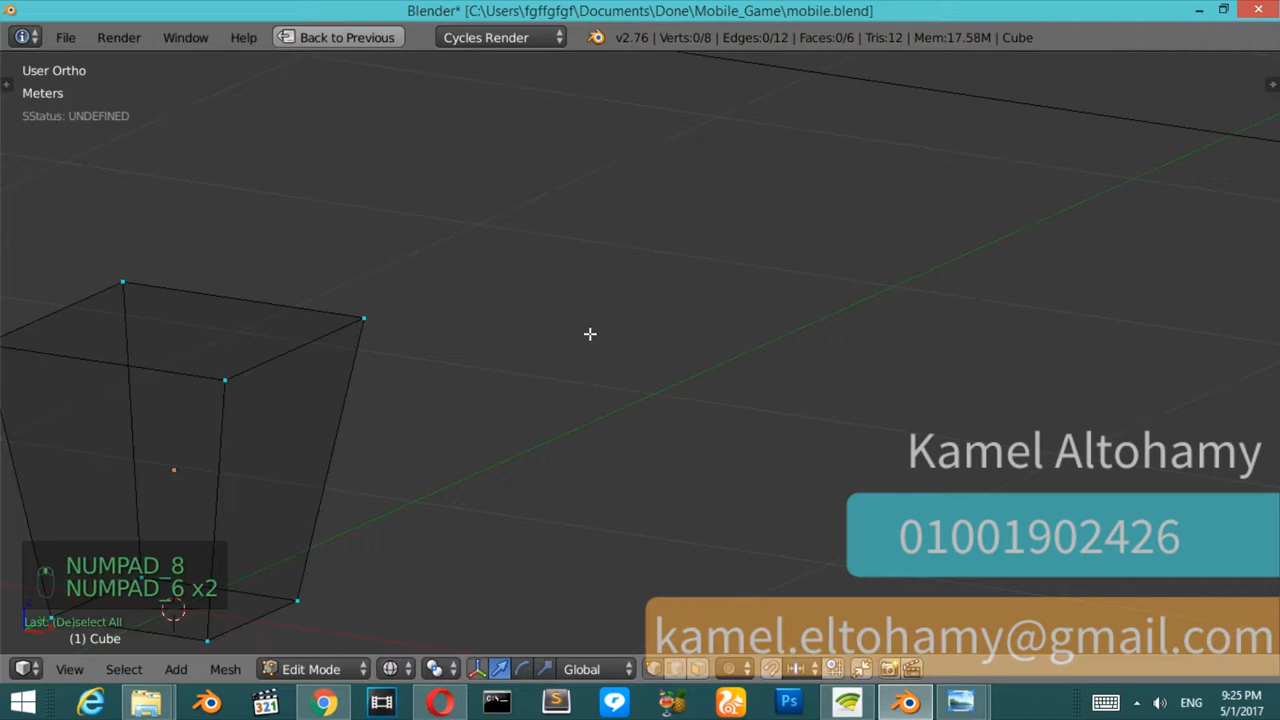 Blender* [C:\Users\fgffgfgf\Documents\Done\Mobile_Game\mobile.blend]
File Render Window Help Back to Previous Cycles Render v2.76 | Verts:0/8 | Edges:0/12 | Faces:0/6 | Tris:12 | Mem:17.58M | Cube
User Ortho
Meters
SStatus: UNDEFINED
Kamel Altohamy
01001902426
NUMPAD_8
NUMPAD_6 x2
Last: (De)select All
(1) Cube
kamel.eltohamy@gmail.com
View Select Add Mesh Edit Mode Global
321
Ps
ENG
9:25 PM
5/1/2017